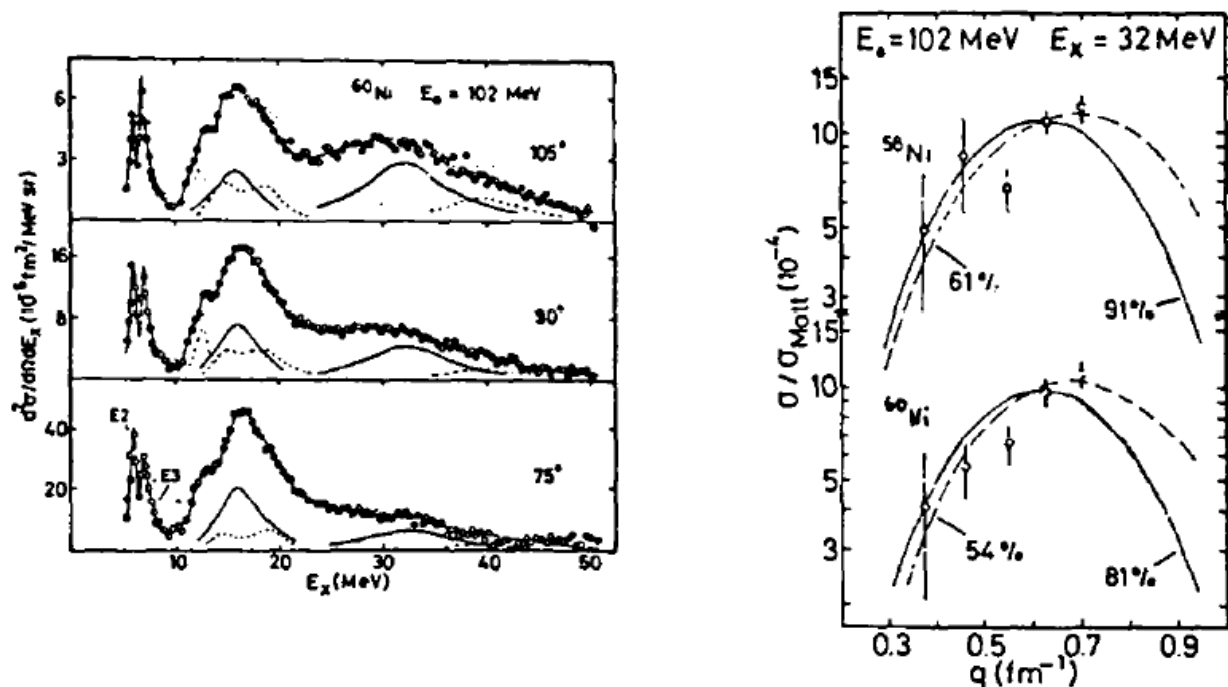 ⁶⁰Ni E₀ = 102 MeV
6
3
105°
16
8
90°
E2
E3
40
20
75°
d²σ/dΩdEₓ (10⁻⁸ fm²/MeV sr)
10 20 30 40 50
Eₓ (MeV)
E₀ = 102 MeV Eₓ = 32 MeV
15
10
⁵⁸Ni
5
61%
3
91%
15
10
⁶⁰Ni
5
54%
3
81%
σ/σMott (10⁻⁴)
0.3 0.5 0.7 0.9
q (fm⁻¹)